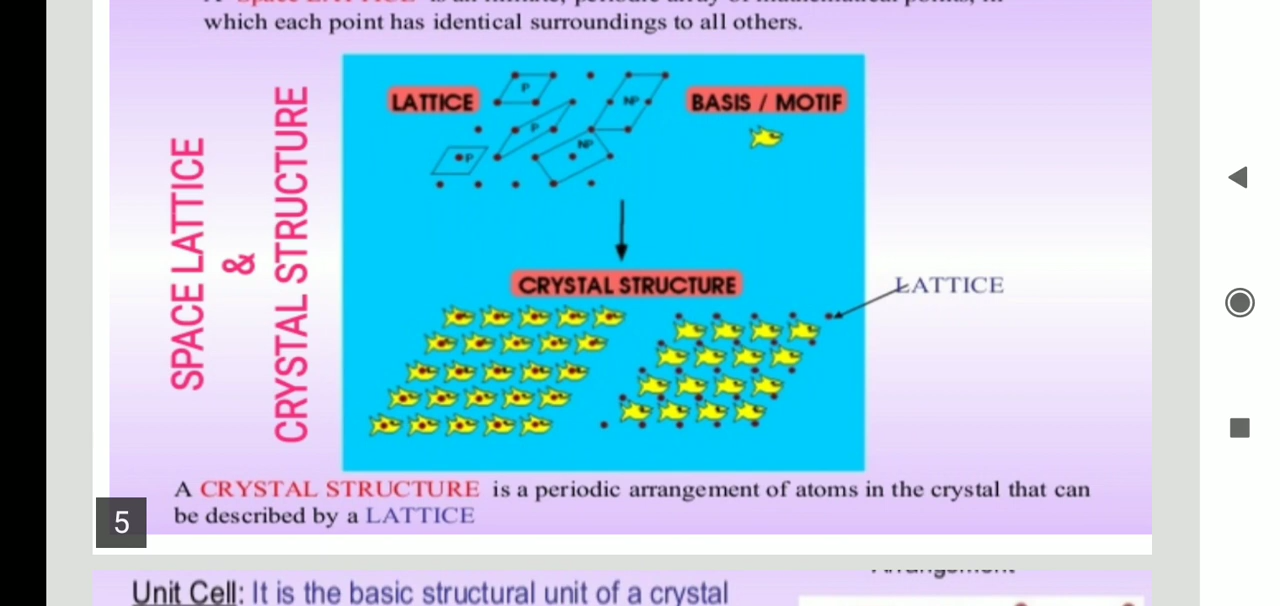 which each point has identical surroundings to all others.
SPACE LATTICE
&
CRYSTAL STRUCTURE
LATTICE
BASIS / MOTIF
P
NP
P
NP
P
CRYSTAL STRUCTURE
LATTICE
A CRYSTAL STRUCTURE is a periodic arrangement of atoms in the crystal that can
be described by a LATTICE
5
Unit Cell: It is the basic structural unit of a crystal